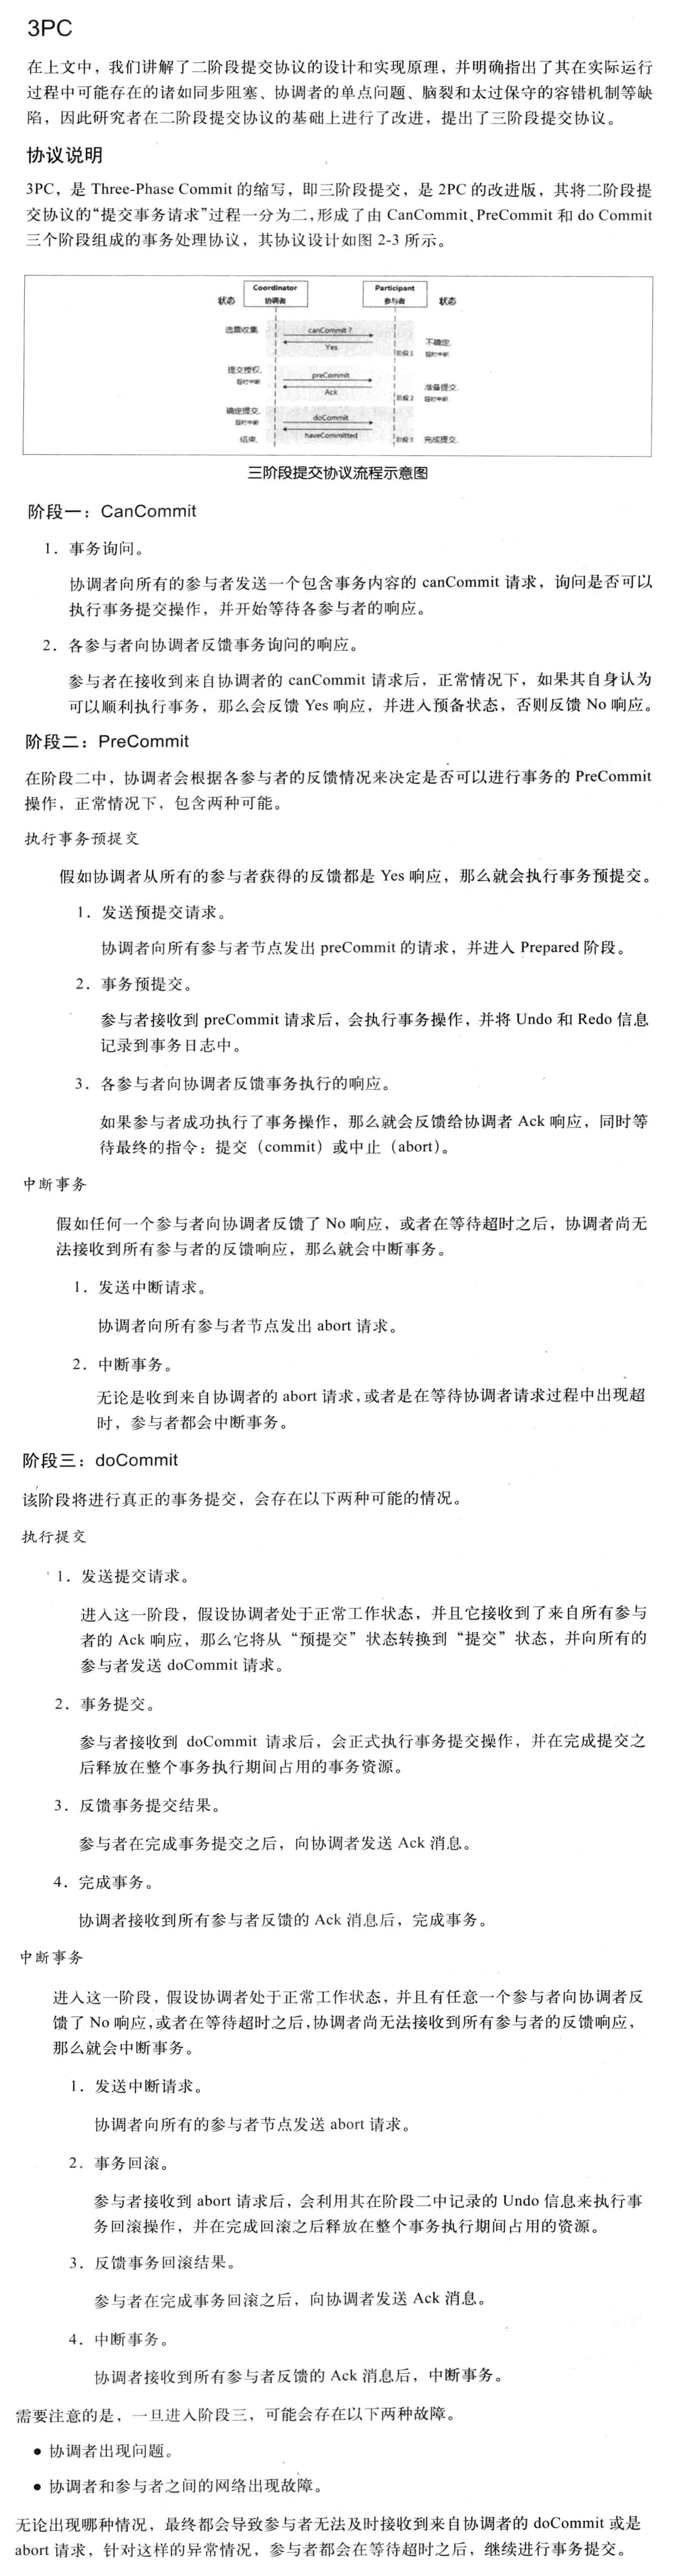 3PC
在上文中，我们讲解了二阶段提交协议的设计和实现原理，并明确指出了其在实际运行
过程中可能存在的诸如同步阻塞、协调者的单点问题、脑裂和太过保守的容错机制等缺
陷，因此研究者在二阶段提交协议的基础上进行了改进，提出了三阶段提交协议。
协议说明
3PC，是 Three-Phase Commit 的缩写，即三阶段提交，是 2PC 的改进版，其将二阶段提
交协议的“提交事务请求”过程一分为二，形成了由 CanCommit、PreCommit 和 do Commit
三个阶段组成的事务处理协议，其协议设计如图 2-3 所示。
Coordinator Participant
状态 协调者 参与者 状态
选票收集. canCommit？
Yes 不确定.
阶段1 超时中断
提交授权. preCommit
超时中断 Ack 准备提交.
阶段2 超时中断
确定提交. doCommit
超时中断
结束. haveCommitted 阶段3 完成提交.
三阶段提交协议流程示意图
阶段一：CanCommit
1．事务询问。
协调者向所有的参与者发送一个包含事务内容的 canCommit 请求，询问是否可以
执行事务提交操作，并开始等待各参与者的响应。
2．各参与者向协调者反馈事务询问的响应。
参与者在接收到来自协调者的 canCommit 请求后，正常情况下，如果其自身认为
可以顺利执行事务，那么会反馈 Yes 响应，并进入预备状态，否则反馈 No 响应。
阶段二：PreCommit
在阶段二中，协调者会根据各参与者的反馈情况来决定是否可以进行事务的 PreCommit
操作，正常情况下，包含两种可能。
执行事务预提交
假如协调者从所有的参与者获得的反馈都是 Yes 响应，那么就会执行事务预提交。
1．发送预提交请求。
协调者向所有参与者节点发出 preCommit 的请求，并进入 Prepared 阶段。
2．事务预提交。
参与者接收到 preCommit 请求后，会执行事务操作，并将 Undo 和 Redo 信息
记录到事务日志中。
3．各参与者向协调者反馈事务执行的响应。
如果参与者成功执行了事务操作，那么就会反馈给协调者 Ack 响应，同时等
待最终的指令：提交（commit）或中止（abort）。
中断事务
假如任何一个参与者向协调者反馈了 No 响应，或者在等待超时之后，协调者尚无
法接收到所有参与者的反馈响应，那么就会中断事务。
1．发送中断请求。
协调者向所有参与者节点发出 abort 请求。
2．中断事务。
无论是收到来自协调者的 abort 请求，或者是在等待协调者请求过程中出现超
时，参与者都会中断事务。
阶段三：doCommit
该阶段将进行真正的事务提交，会存在以下两种可能的情况。
执行提交
1．发送提交请求。
进入这一阶段，假设协调者处于正常工作状态，并且它接收到了来自所有参与
者的 Ack 响应，那么它将从“预提交”状态转换到“提交”状态，并向所有的
参与者发送 doCommit 请求。
2．事务提交。
参与者接收到 doCommit 请求后，会正式执行事务提交操作，并在完成提交之
后释放在整个事务执行期间占用的事务资源。
3．反馈事务提交结果。
参与者在完成事务提交之后，向协调者发送 Ack 消息。
4．完成事务。
协调者接收到所有参与者反馈的 Ack 消息后，完成事务。
中断事务
进入这一阶段，假设协调者处于正常工作状态，并且有任意一个参与者向协调者反
馈了 No 响应，或者在等待超时之后，协调者尚无法接收到所有参与者的反馈响应，
那么就会中断事务。
1．发送中断请求。
协调者向所有的参与者节点发送 abort 请求。
2．事务回滚。
参与者接收到 abort 请求后，会利用其在阶段二中记录的 Undo 信息来执行事
务回滚操作，并在完成回滚之后释放在整个事务执行期间占用的资源。
3．反馈事务回滚结果。
参与者在完成事务回滚之后，向协调者发送 Ack 消息。
4．中断事务。
协调者接收到所有参与者反馈的 Ack 消息后，中断事务。
需要注意的是，一旦进入阶段三，可能会存在以下两种故障。
● 协调者出现问题。
● 协调者和参与者之间的网络出现故障。
无论出现哪种情况，最终都会导致参与者无法及时接收到来自协调者的 doCommit 或是
abort 请求，针对这样的异常情况，参与者都会在等待超时之后，继续进行事务提交。